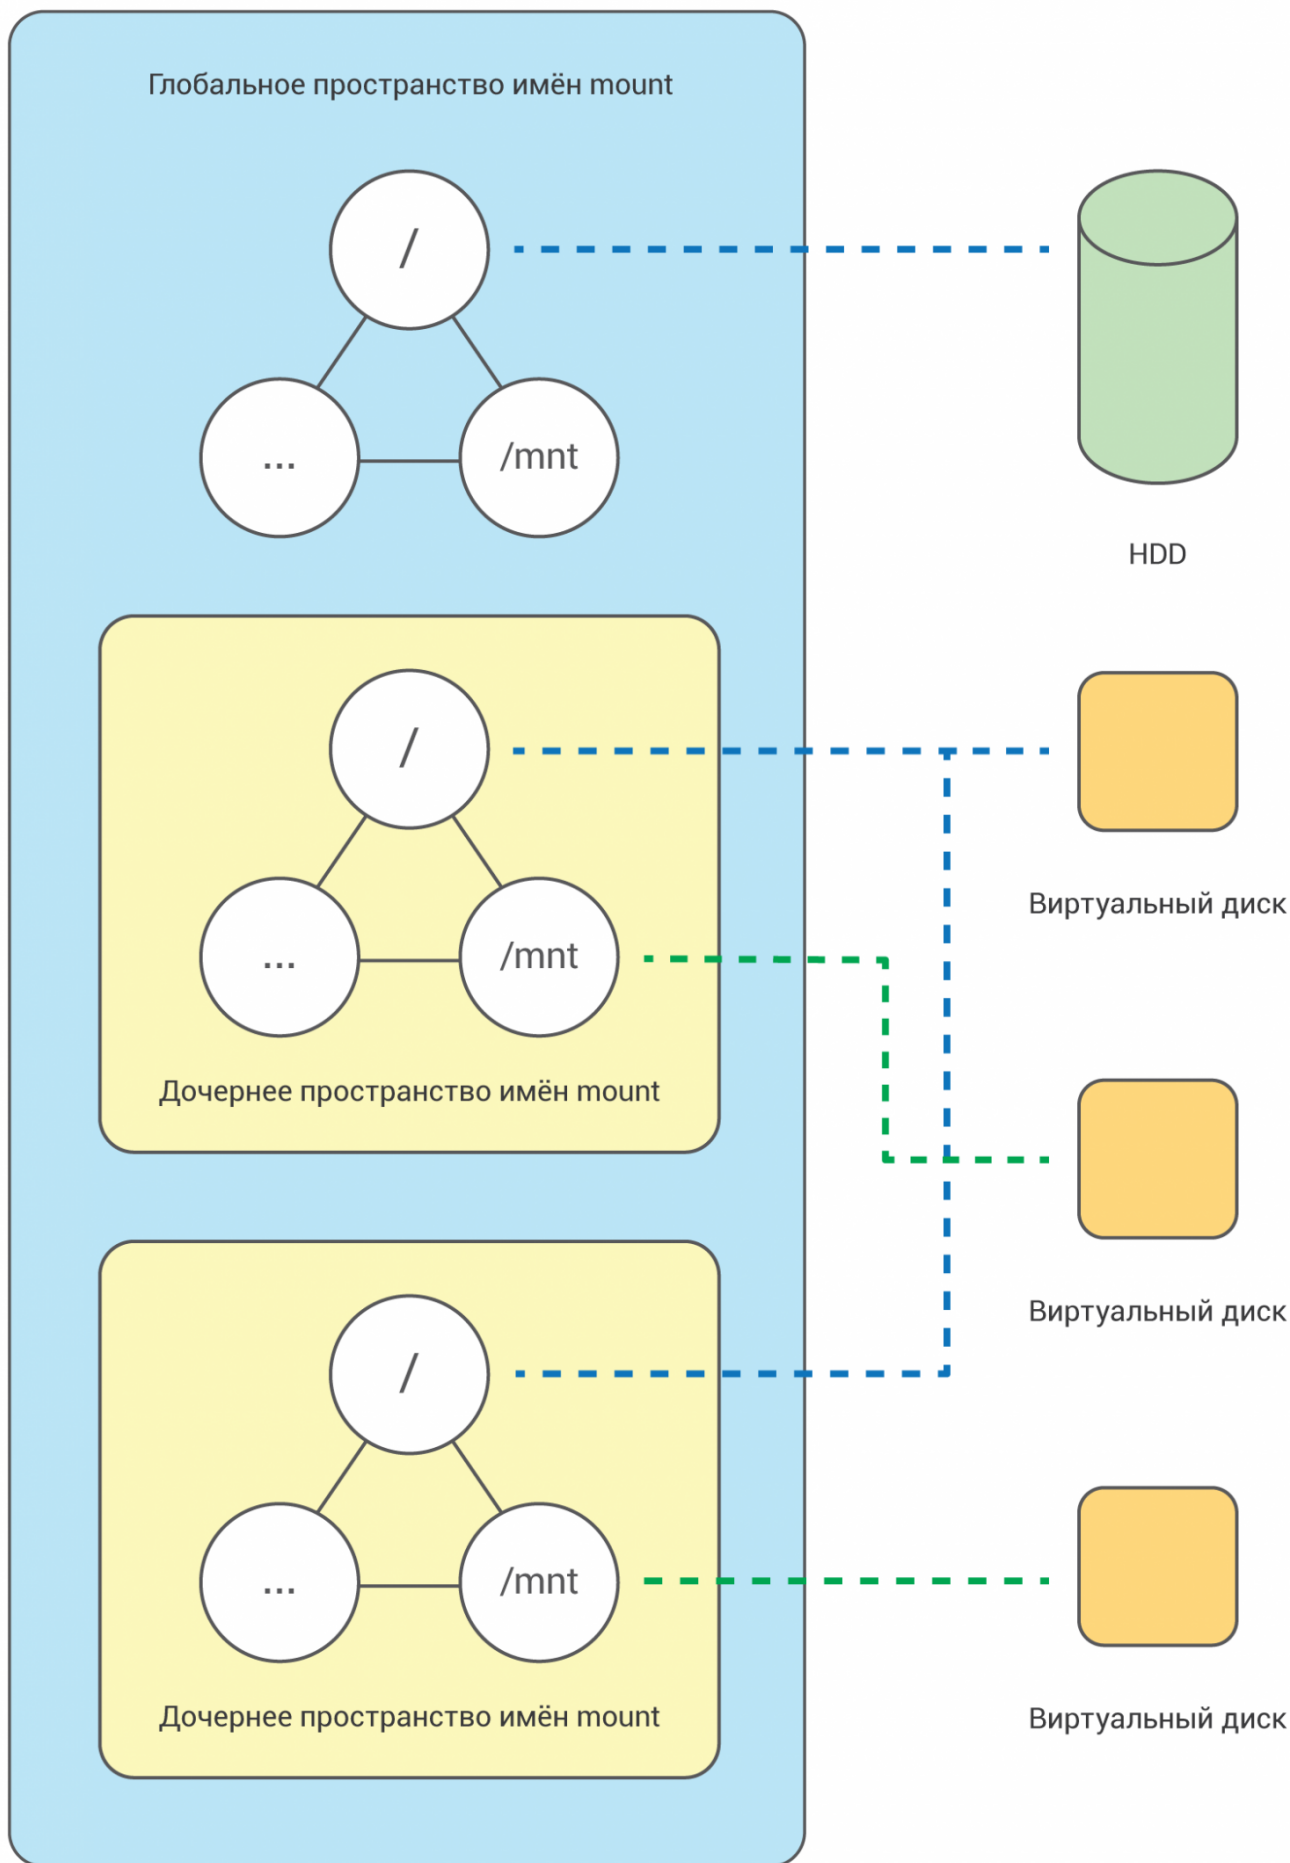 Глобальное пространство имён mount
/
... /mnt
HDD
/
Виртуальный диск
... /mnt
Дочернее пространство имён mount
Виртуальный диск
/
... /mnt
Дочернее пространство имён mount
Виртуальный диск